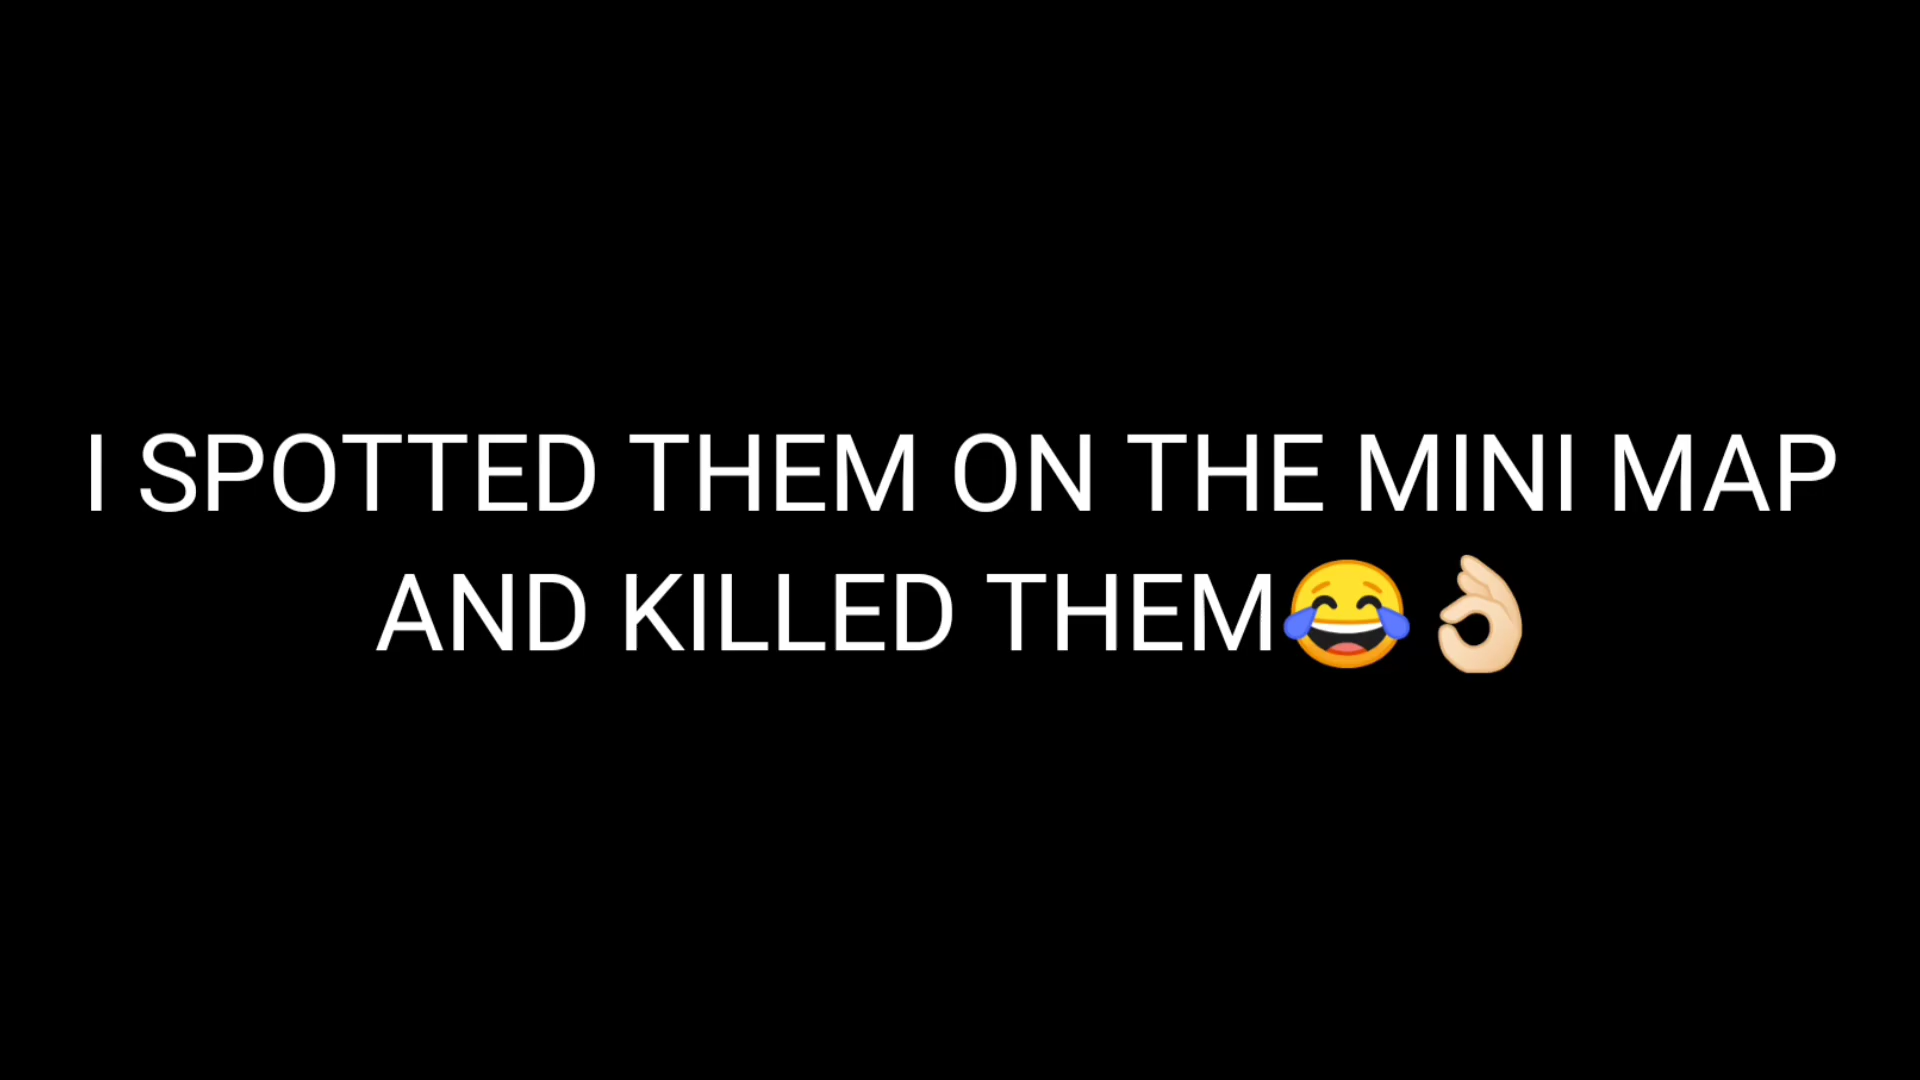 I SPOTTED THEM ON THE MINI MAP
AND KILLED THEM😂👌🏻